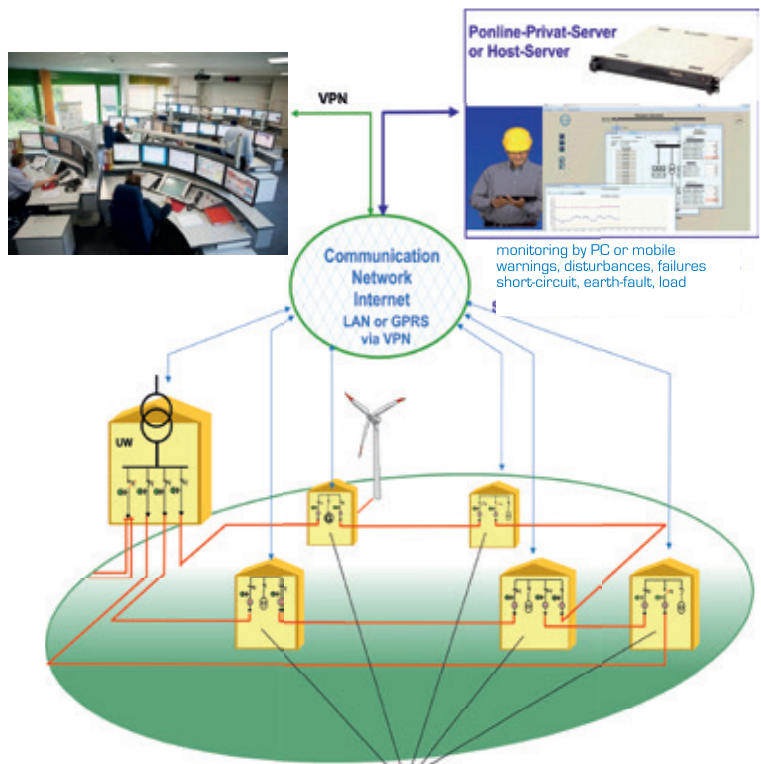 Ponline-Privat-Server
or Host-Server
VPN
monitoring by PC or mobile
warnings, disturbances, failures
short-circuit, earth-fault, load
Communication
Network
Internet
LAN or GPRS
via VPN
UW
G